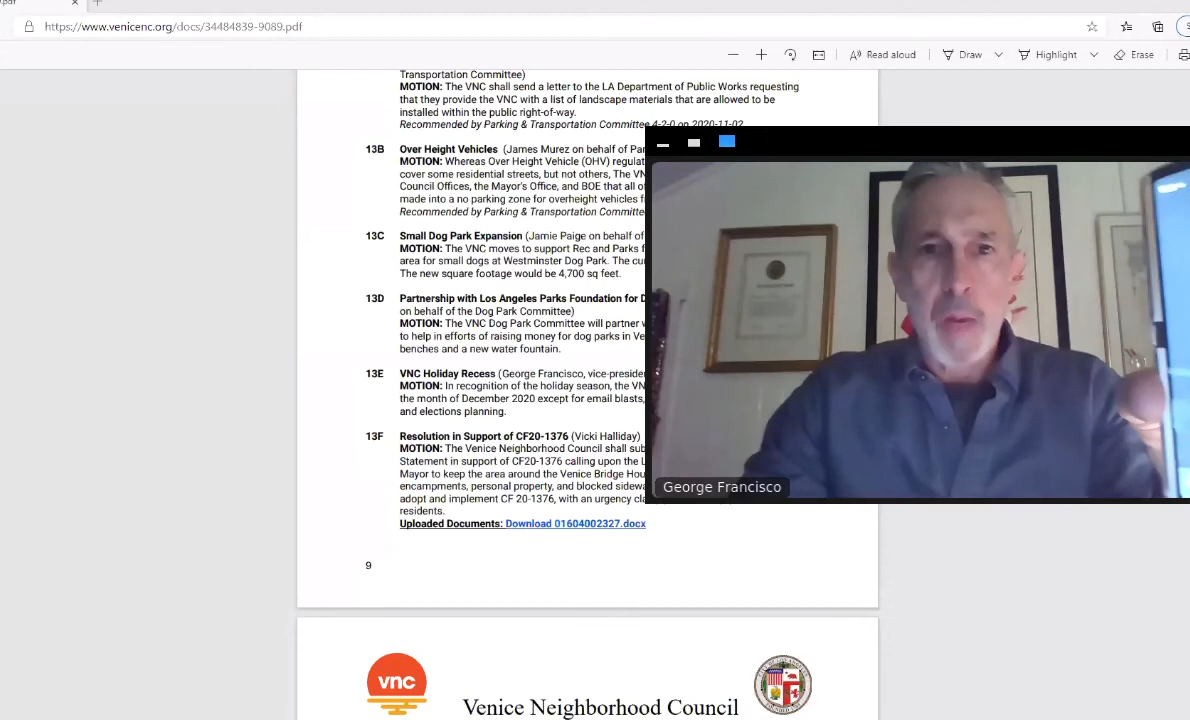 .pdf
https://www.venicenc.org/docs/34484839-9089.pdf
Read aloud
Draw
Highlight
Erase
Transportation Committee)
MOTION: The VNC shall send a letter to the LA Department of Public Works requesting
that they provide the VNC with a list of landscape materials that are allowed to be
installed within the public right-of-way.
Recommended by Parking & Transportation Committee 4-2-0 on 2020-11-02
13B Over Height Vehicles (James Murez on behalf of Par
MOTION: Whereas Over Height Vehicle (OHV) regulat
cover some residential streets, but not others, The VN
Council Offices, the Mayor's Office, and BOE that all of
made into a no parking zone for overheight vehicles f
Recommended by Parking & Transportation Committe
13C Small Dog Park Expansion (Jamie Paige on behalf of
MOTION: The VNC moves to support Rec and Parks f
area for small dogs at Westminster Dog Park. The cu
The new square footage would be 4,700 sq feet.
13D Partnership with Los Angeles Parks Foundation for D
on behalf of the Dog Park Committee)
MOTION: The VNC Dog Park Committee will partner w
to help in efforts of raising money for dog parks in Ve
benches and a new water fountain.
13E VNC Holiday Recess (George Francisco, vice-presider
MOTION: In recognition of the holiday season, the VN
the month of December 2020 except for email blasts,
and elections planning.
13F Resolution in Support of CF20-1376 (Vicki Halliday)
MOTION: The Venice Neighborhood Council shall sub
Statement in support of CF20-1376 calling upon the L
Mayor to keep the area around the Venice Bridge Hou
encampments, personal property, and blocked sidew
adopt and implement CF 20-1376, with an urgency cla
residents.
Uploaded Documents: Download 01604002327.docx
George Francisco
9
vnc
Venice Neighborhood Council